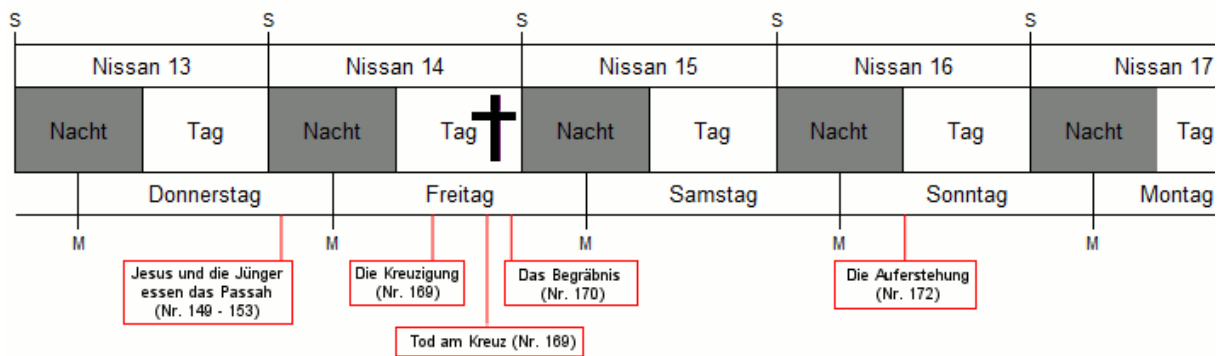 S S S S S
Nissan 13 Nissan 14 Nissan 15 Nissan 16 Nissan 17
Nacht Tag Nacht Tag Nacht Tag Nacht Tag Nacht Tag
Donnerstag Freitag Samstag Sonntag Montag
M M M M M
Jesus und die Jünger
essen das Passah
(Nr. 149 - 153)
Die Kreuzigung
(Nr. 169)
Das Begräbnis
(Nr. 170)
Die Auferstehung
(Nr. 172)
Tod am Kreuz (Nr. 169)